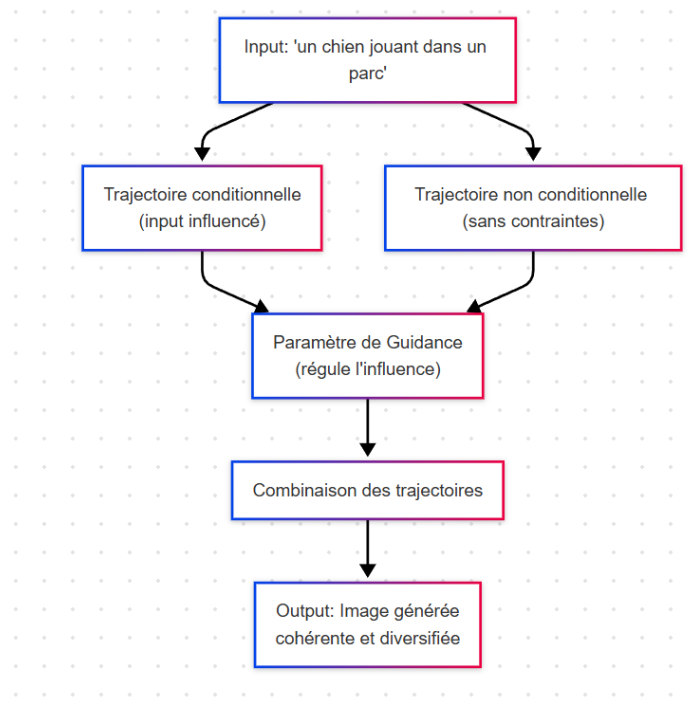 Input: 'un chien jouant dans un
parc'
Trajectoire conditionnelle
(input influencé)
Trajectoire non conditionnelle
(sans contraintes)
Paramètre de Guidance
(régule l'influence)
Combinaison des trajectoires
Output: Image générée
cohérente et diversifiée